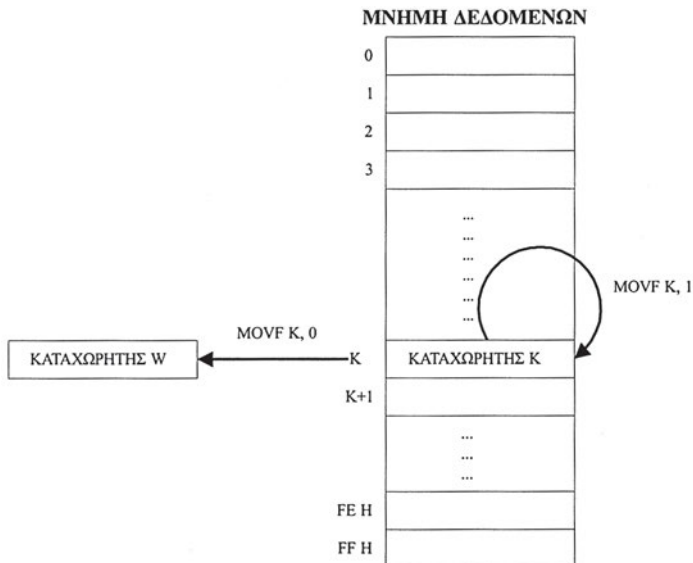 ΜΝΗΜΗ ΔΕΔΟΜΕΝΩΝ
0
1
2
3
...
...
...
...
...
...
MOVF K, 1
MOVF K, 0
ΚΑΤΑΧΩΡΗΤΗΣ W
K
ΚΑΤΑΧΩΡΗΤΗΣ K
K+1
...
...
...
FE H
FF H